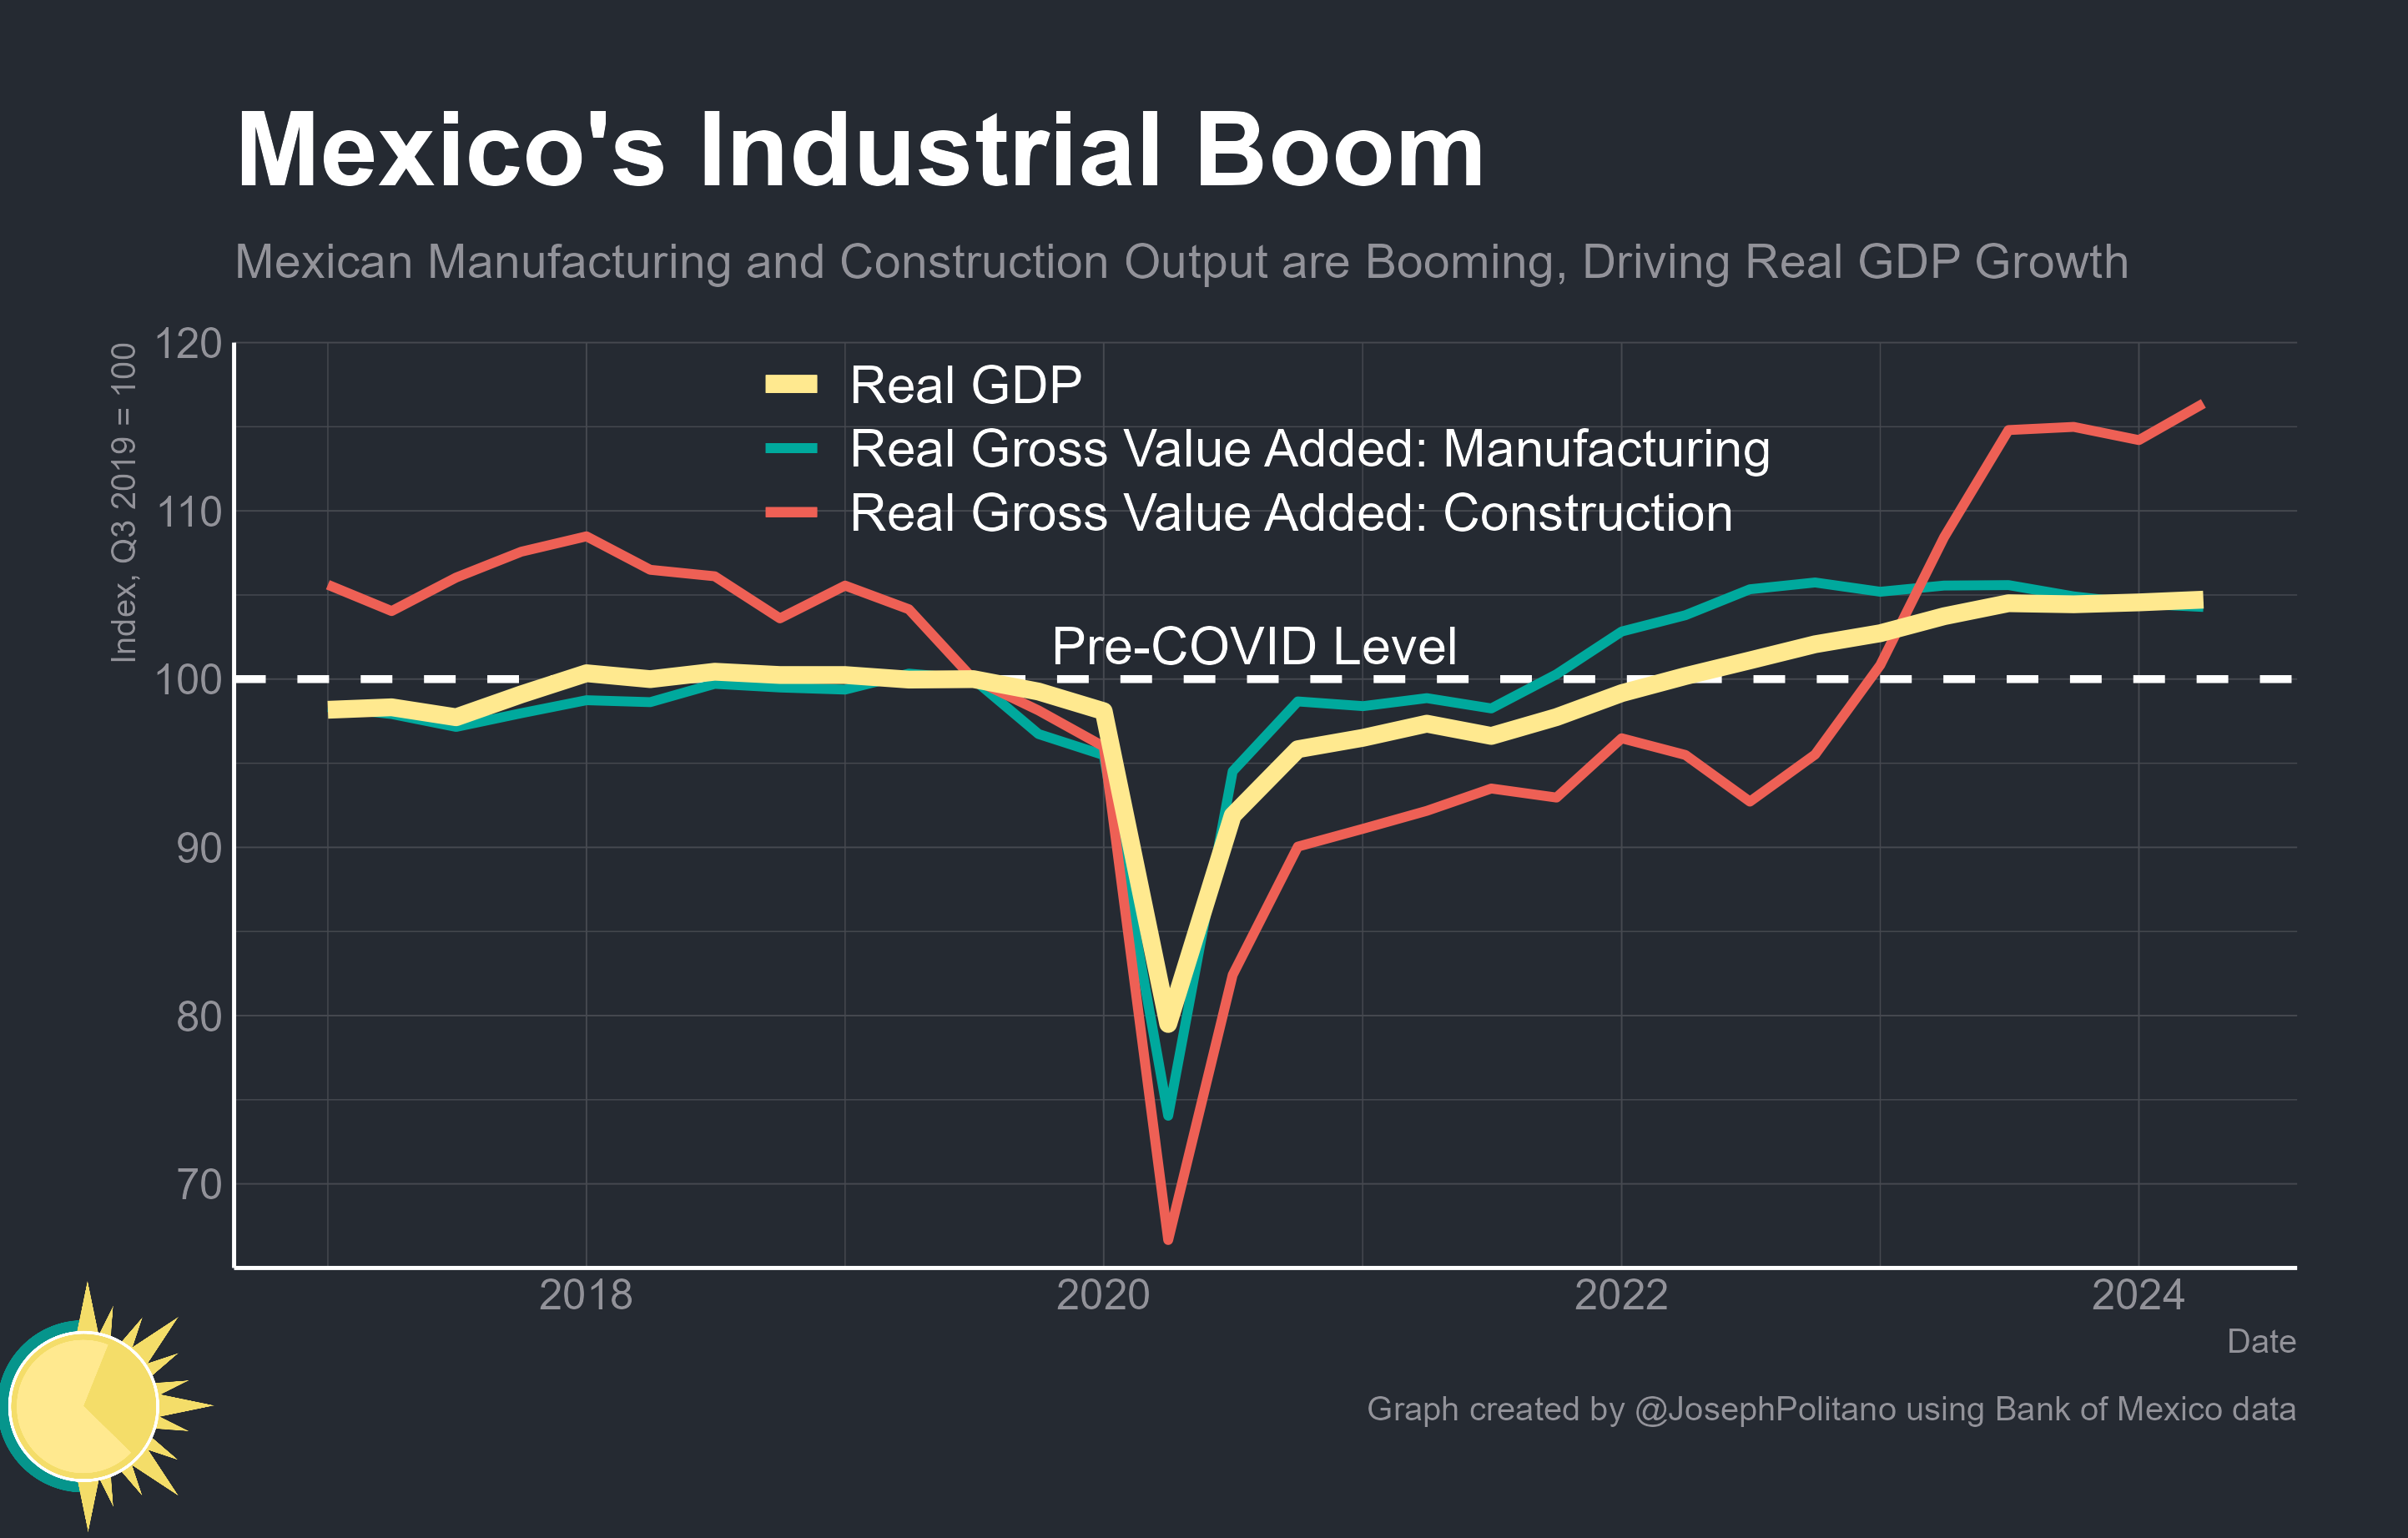 Mexico's Industrial Boom
Mexican Manufacturing and Construction Output are Booming, Driving Real GDP Growth
Index, Q3 2019 = 100
120
110
100
90
80
70
Real GDP
Real Gross Value Added: Manufacturing
Real Gross Value Added: Construction
Pre-COVID Level
2018
2020
2022
2024
Date
Graph created by @JosephPolitano using Bank of Mexico data